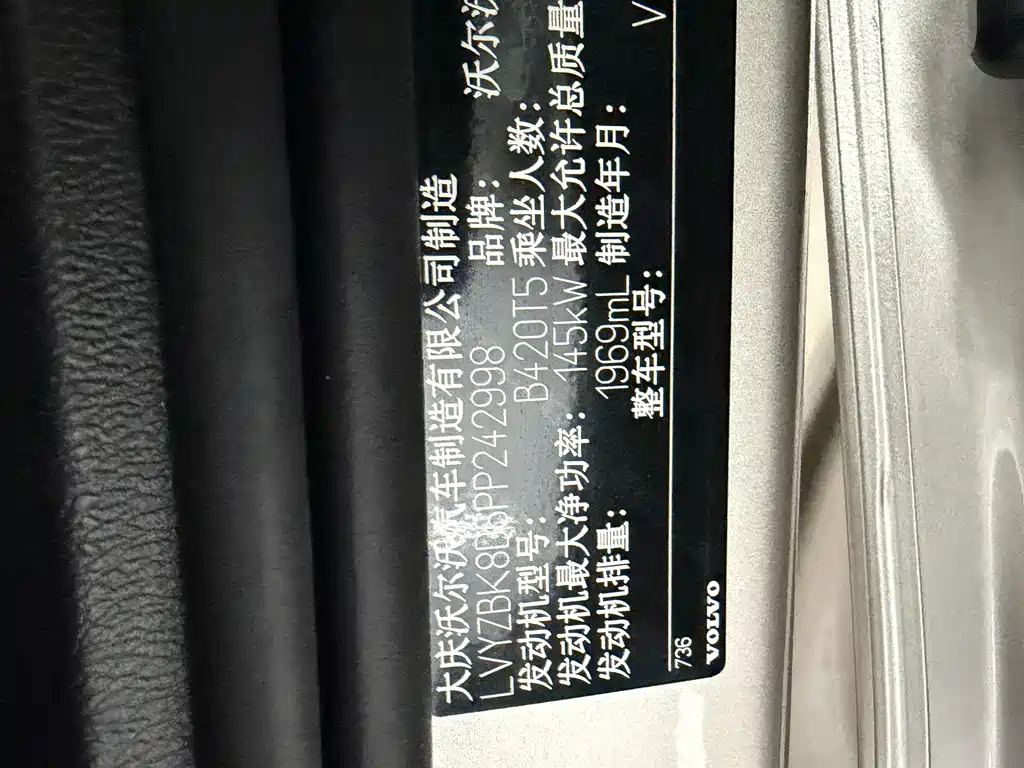 大庆沃尔沃汽车制造有限公司制造
LVYZBK8D8PP242998 品牌： 沃尔沃
发动机型号： B420T5 乘坐人数：
发动机最大净功率： 145kW 最大允许总质量
发动机排量： 1969mL 制造年月：
整车型号： V
736
VOLVO